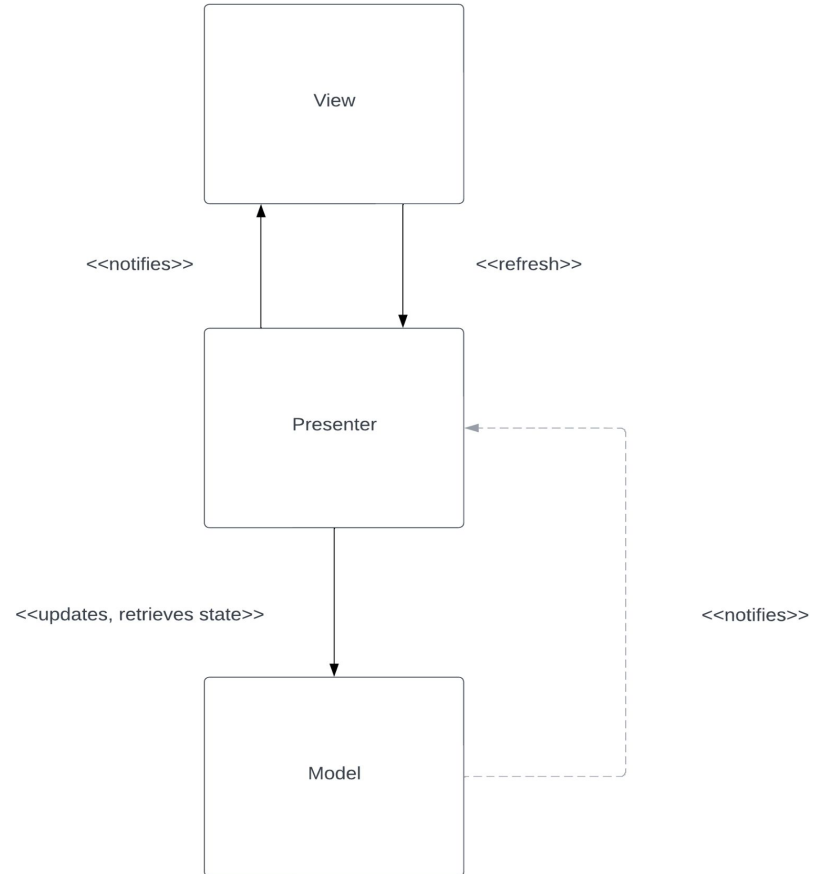 View
<<notifies>>
<<refresh>>
Presenter
<<updates, retrieves state>>
<<notifies>>
Model